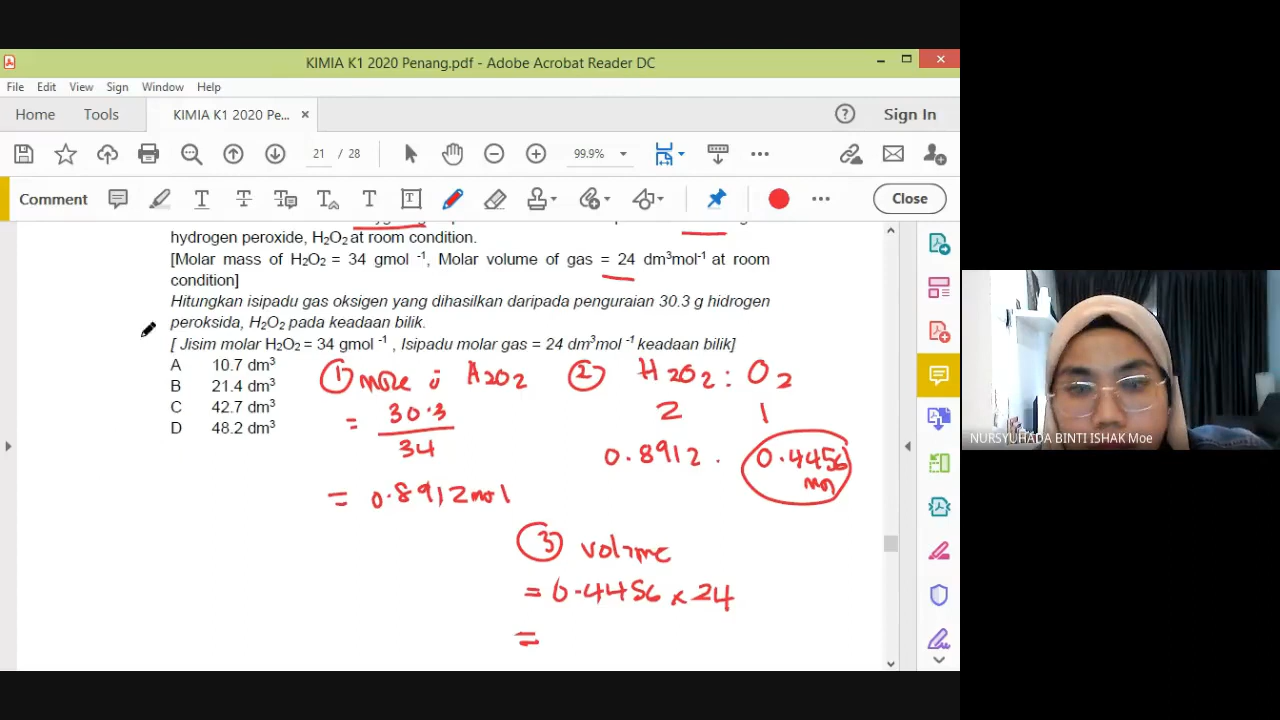 KIMIA K1 2020 Penang.pdf - Adobe Acrobat Reader DC
File Edit View Sign Window Help
Home Tools KIMIA K1 2020 Pe... × ? Sign In
21 / 28 99.9%
Comment Close
hydrogen peroxide, H₂O₂ at room condition.
[Molar mass of H₂O₂ = 34 gmol ⁻¹, Molar volume of gas = 24 dm³mol⁻¹ at room
condition]
Hitungkan isipadu gas oksigen yang dihasilkan daripada penguraian 30.3 g hidrogen
peroksida, H₂O₂ pada keadaan bilik.
[ Jisim molar H₂O₂ = 34 gmol ⁻¹ , Isipadu molar gas = 24 dm³mol ⁻¹ keadaan bilik]
A 10.7 dm³
B 21.4 dm³
C 42.7 dm³
D 48.2 dm³
① mole : H₂O₂
= 30.3
34
= 0.8912 mol
② H₂O₂ : O₂
2 1
0.8912 . 0.4456
mol
③ volume
= 0.4456 × 24
=
NURSYUHADA BINTI ISHAK Moe